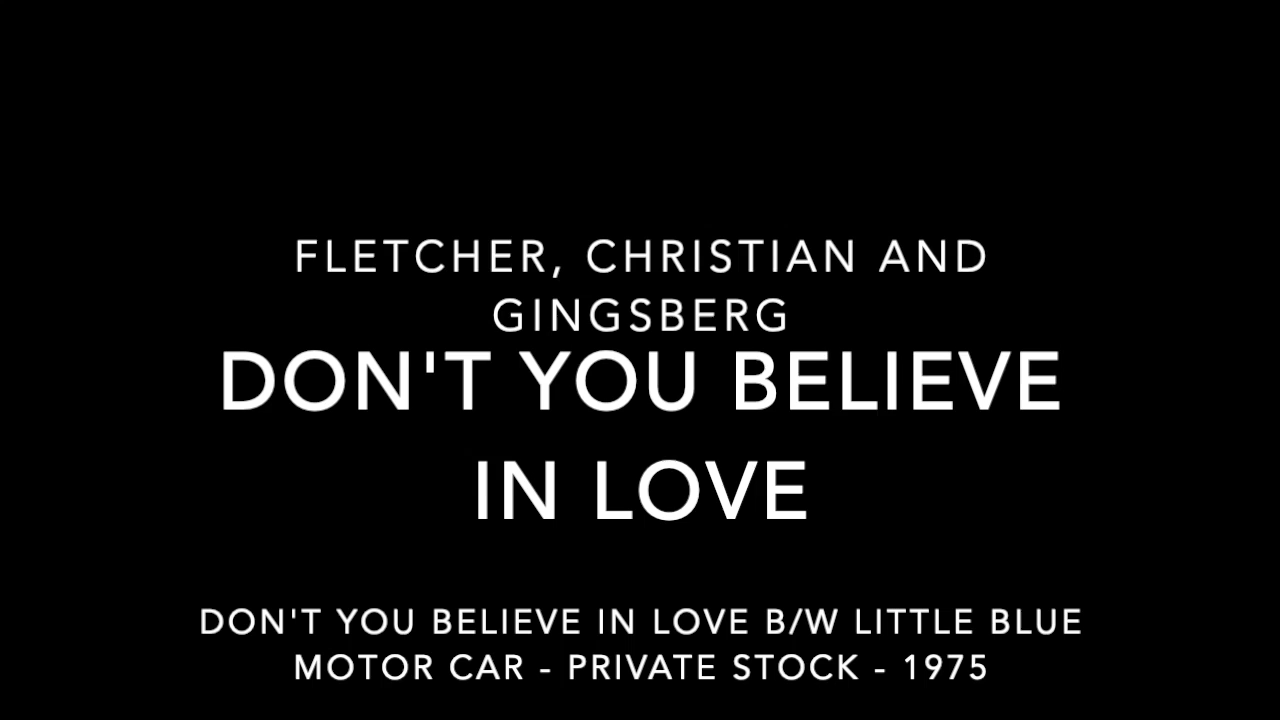 FLETCHER, CHRISTIAN AND
GINGSBERG
DON'T YOU BELIEVE
IN LOVE
DON'T YOU BELIEVE IN LOVE B/W LITTLE BLUE
MOTOR CAR - PRIVATE STOCK - 1975